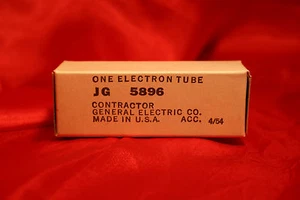 ONE ELECTRON TUBE
JG 5896
CONTRACTOR
GENERAL ELECTRIC CO.
MADE IN U.S.A. ACC. 4/54